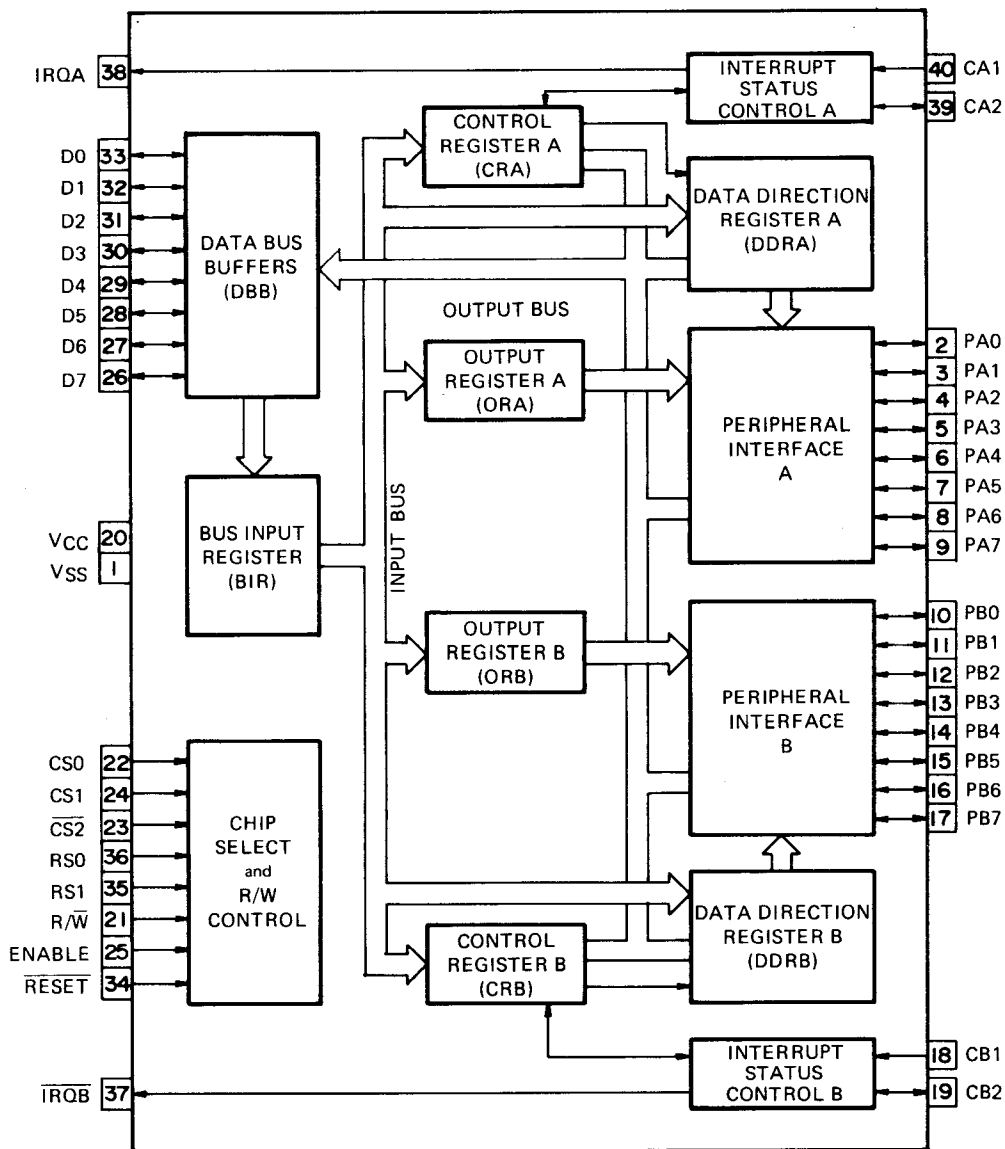 IRQA 38
D0 33
D1 32
D2 31
D3 30
D4 29
D5 28
D6 27
D7 26
VCC 20
VSS 1
CS0 22
CS1 24
C̅S̅2̅ 23
RS0 36
RS1 35
R/W̅ 21
ENABLE 25
R̅E̅S̅E̅T̅ 34
I̅R̅Q̅B̅ 37
DATA BUS
BUFFERS
(DBB)
BUS INPUT
REGISTER
(BIR)
CHIP
SELECT
and
R/W
CONTROL
CONTROL
REGISTER A
(CRA)
OUTPUT BUS
OUTPUT
REGISTER A
(ORA)
INPUT BUS
OUTPUT
REGISTER B
(ORB)
CONTROL
REGISTER B
(CRB)
INTERRUPT
STATUS
CONTROL A
DATA DIRECTION
REGISTER A
(DDRA)
PERIPHERAL
INTERFACE
A
PERIPHERAL
INTERFACE
B
DATA DIRECTION
REGISTER B
(DDRB)
INTERRUPT
STATUS
CONTROL B
40 CA1
39 CA2
2 PA0
3 PA1
4 PA2
5 PA3
6 PA4
7 PA5
8 PA6
9 PA7
10 PB0
11 PB1
12 PB2
13 PB3
14 PB4
15 PB5
16 PB6
17 PB7
18 CB1
19 CB2